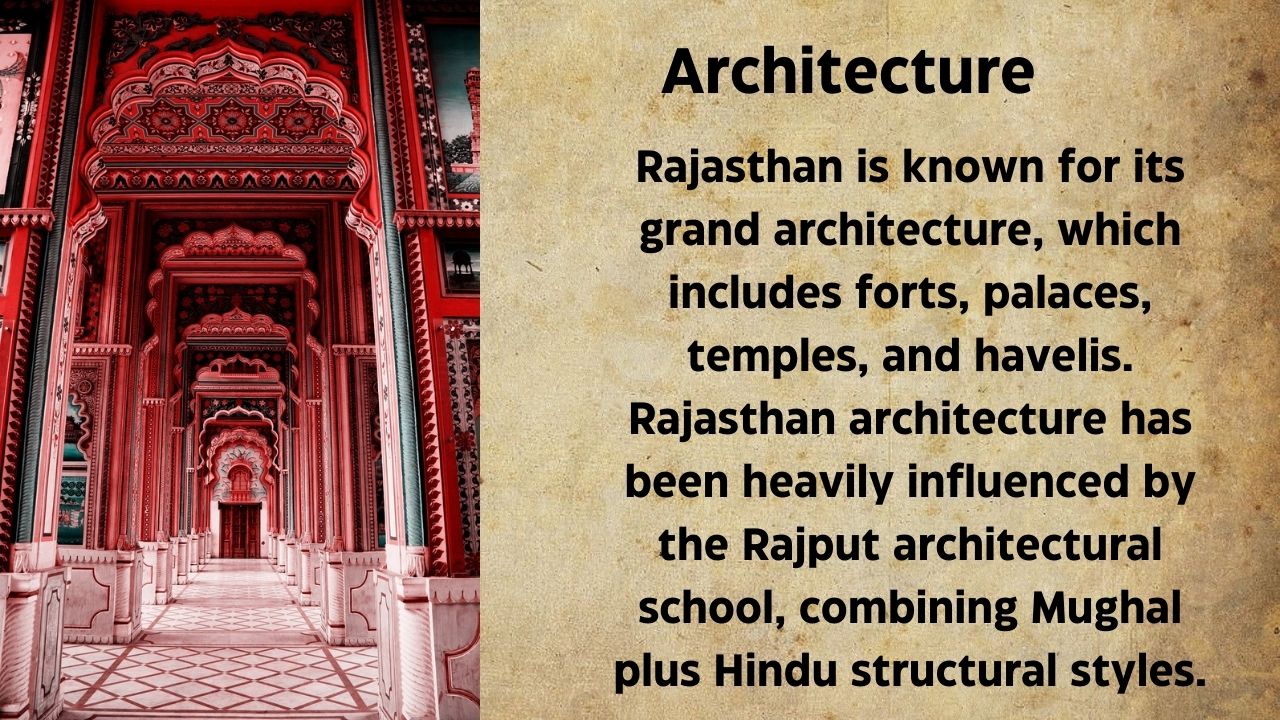 Architecture
Rajasthan is known for its
grand architecture, which
includes forts, palaces,
temples, and havelis.
Rajasthan architecture has
been heavily influenced by
the Rajput architectural
school, combining Mughal
plus Hindu structural styles.